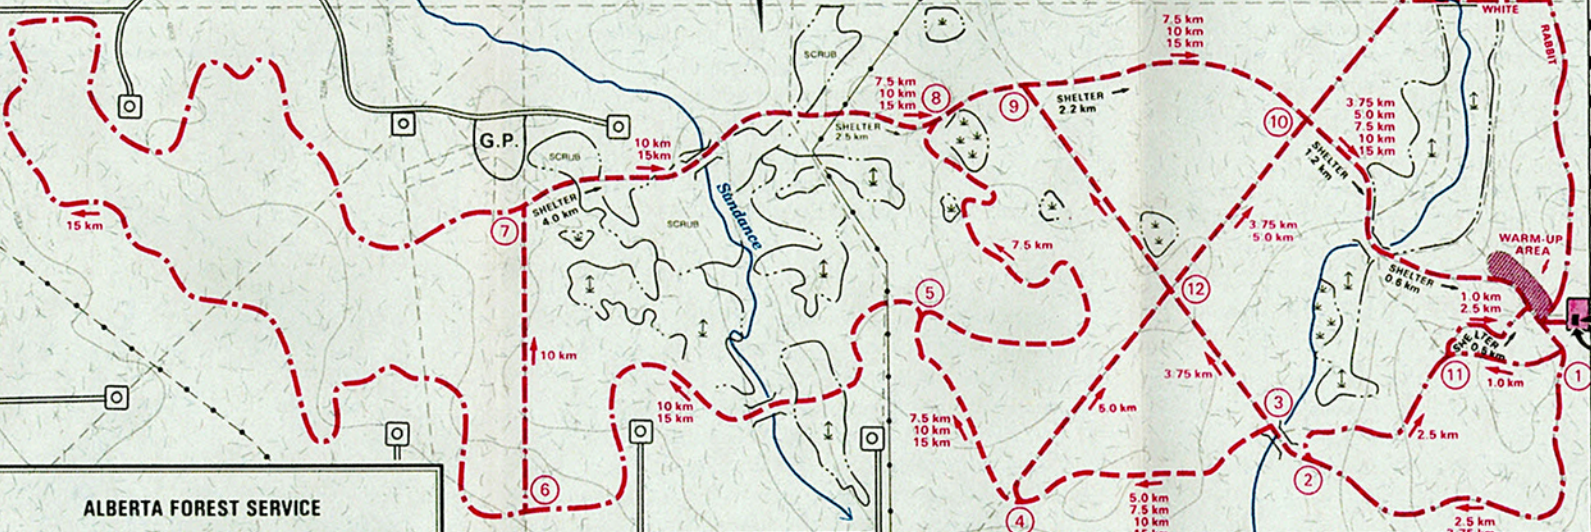 WHITE
RABBIT
7.5 km
10 km
15 km
SCRUB
7.5 km
10 km
15 km
8
9
SHELTER
2.2 km
10
3.75 km
5.0 km
7.5 km
10 km
15 km
SHELTER
1.2 km
G.P.
SCRUB
10 km
15km
SHELTER
2.5 km
SHELTER
4.0 km
7
15 km
SCRUB
Sundance
7.5 km
3.75 km
5.0 km
12
WARM-UP
AREA
SHELTER
0.6 km
1.0 km
2.5 km
SHELTER
0.5 km
5
10 km
3.75 km
11
1.0 km
1
10 km
15 km
7.5 km
10 km
15 km
5.0 km
3
2.5 km
2
6
4
5.0 km
7.5 km
10 km
2.5 km
ALBERTA FOREST SERVICE